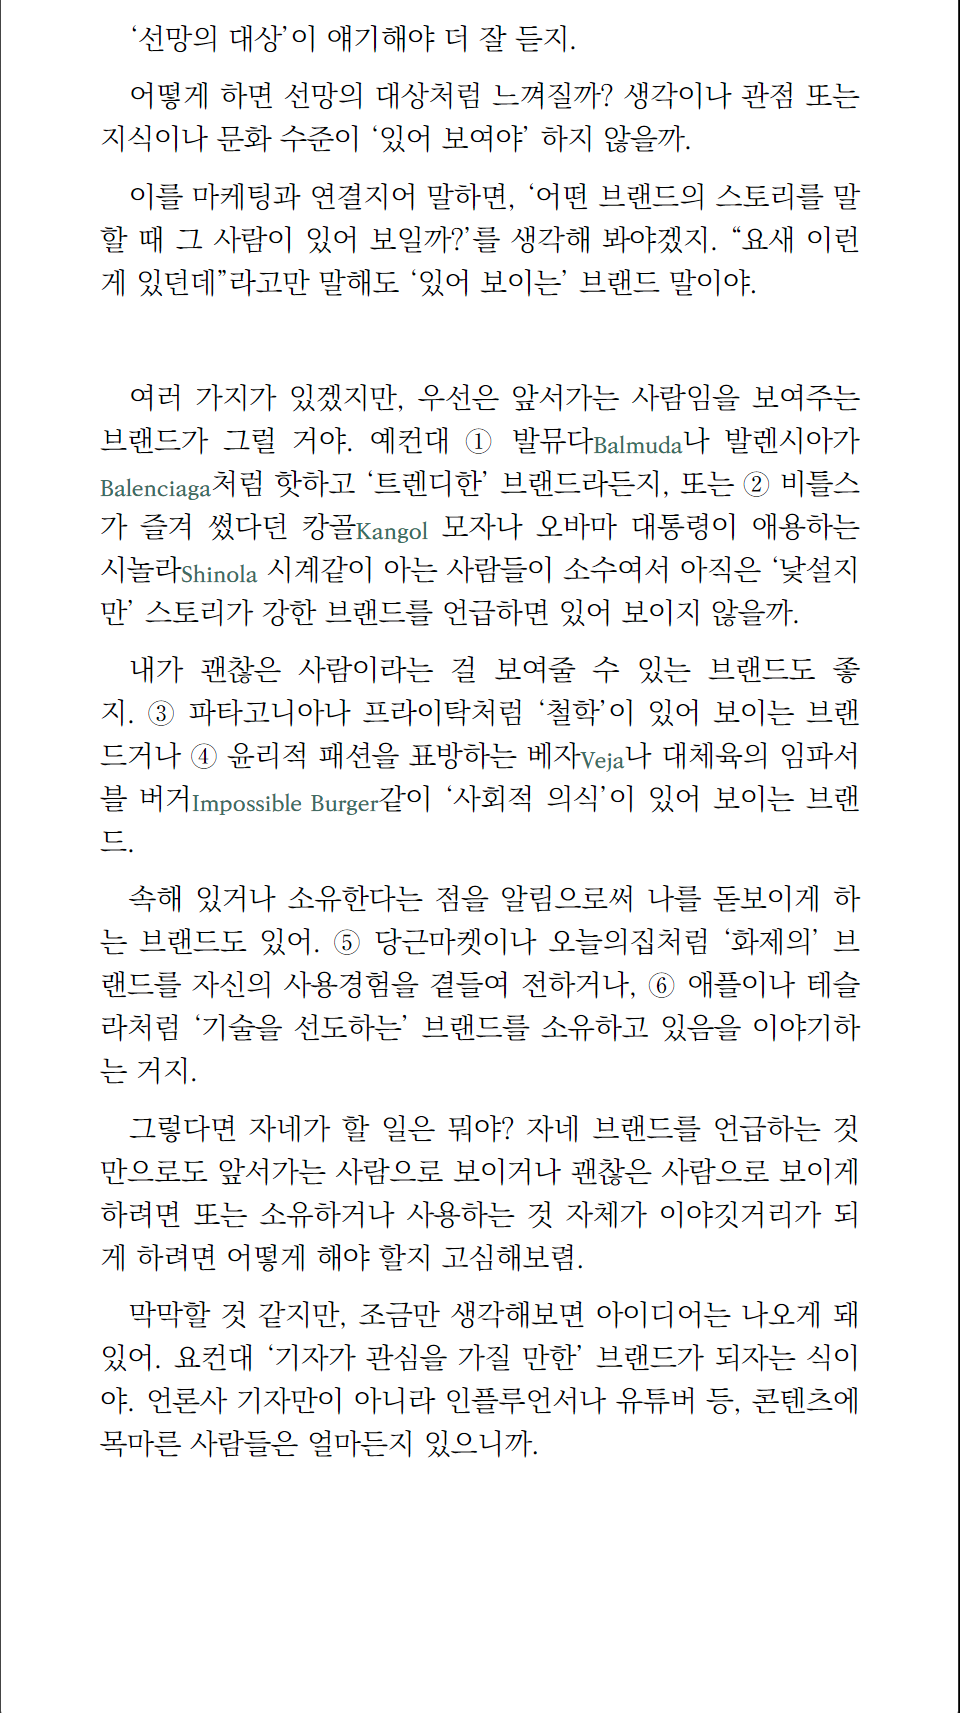 ‘선망의 대상’이 얘기해야 더 잘 듣지.
어떻게 하면 선망의 대상처럼 느껴질까? 생각이나 관점 또는
지식이나 문화 수준이 ‘있어 보여야’ 하지 않을까.
이를 마케팅과 연결지어 말하면, ‘어떤 브랜드의 스토리를 말
할 때 그 사람이 있어 보일까?’를 생각해 봐야겠지. “요새 이런
게 있던데”라고만 말해도 ‘있어 보이는’ 브랜드 말이야.
여러 가지가 있겠지만, 우선은 앞서가는 사람임을 보여주는
브랜드가 그럴 거야. 예컨대 ① 발뮤다Balmuda나 발렌시아가
Balenciaga처럼 핫하고 ‘트렌디한’ 브랜드라든지, 또는 ② 비틀스
가 즐겨 썼다던 캉골Kangol 모자나 오바마 대통령이 애용하는
시놀라Shinola 시계같이 아는 사람들이 소수여서 아직은 ‘낯설지
만’ 스토리가 강한 브랜드를 언급하면 있어 보이지 않을까.
내가 괜찮은 사람이라는 걸 보여줄 수 있는 브랜드도 좋
지. ③ 파타고니아나 프라이탁처럼 ‘철학’이 있어 보이는 브랜
드거나 ④ 윤리적 패션을 표방하는 베자Veja나 대체육의 임파서
블 버거Impossible Burger같이 ‘사회적 의식’이 있어 보이는 브랜
드.
속해 있거나 소유한다는 점을 알림으로써 나를 돋보이게 하
는 브랜드도 있어. ⑤ 당근마켓이나 오늘의집처럼 ‘화제의’ 브
랜드를 자신의 사용경험을 곁들여 전하거나, ⑥ 애플이나 테슬
라처럼 ‘기술을 선도하는’ 브랜드를 소유하고 있음을 이야기하
는 거지.
그렇다면 자네가 할 일은 뭐야? 자네 브랜드를 언급하는 것
만으로도 앞서가는 사람으로 보이거나 괜찮은 사람으로 보이게
하려면 또는 소유하거나 사용하는 것 자체가 이야깃거리가 되
게 하려면 어떻게 해야 할지 고심해보렴.
막막할 것 같지만, 조금만 생각해보면 아이디어는 나오게 돼
있어. 요컨대 ‘기자가 관심을 가질 만한’ 브랜드가 되자는 식이
야. 언론사 기자만이 아니라 인플루언서나 유튜버 등, 콘텐츠에
목마른 사람들은 얼마든지 있으니까.